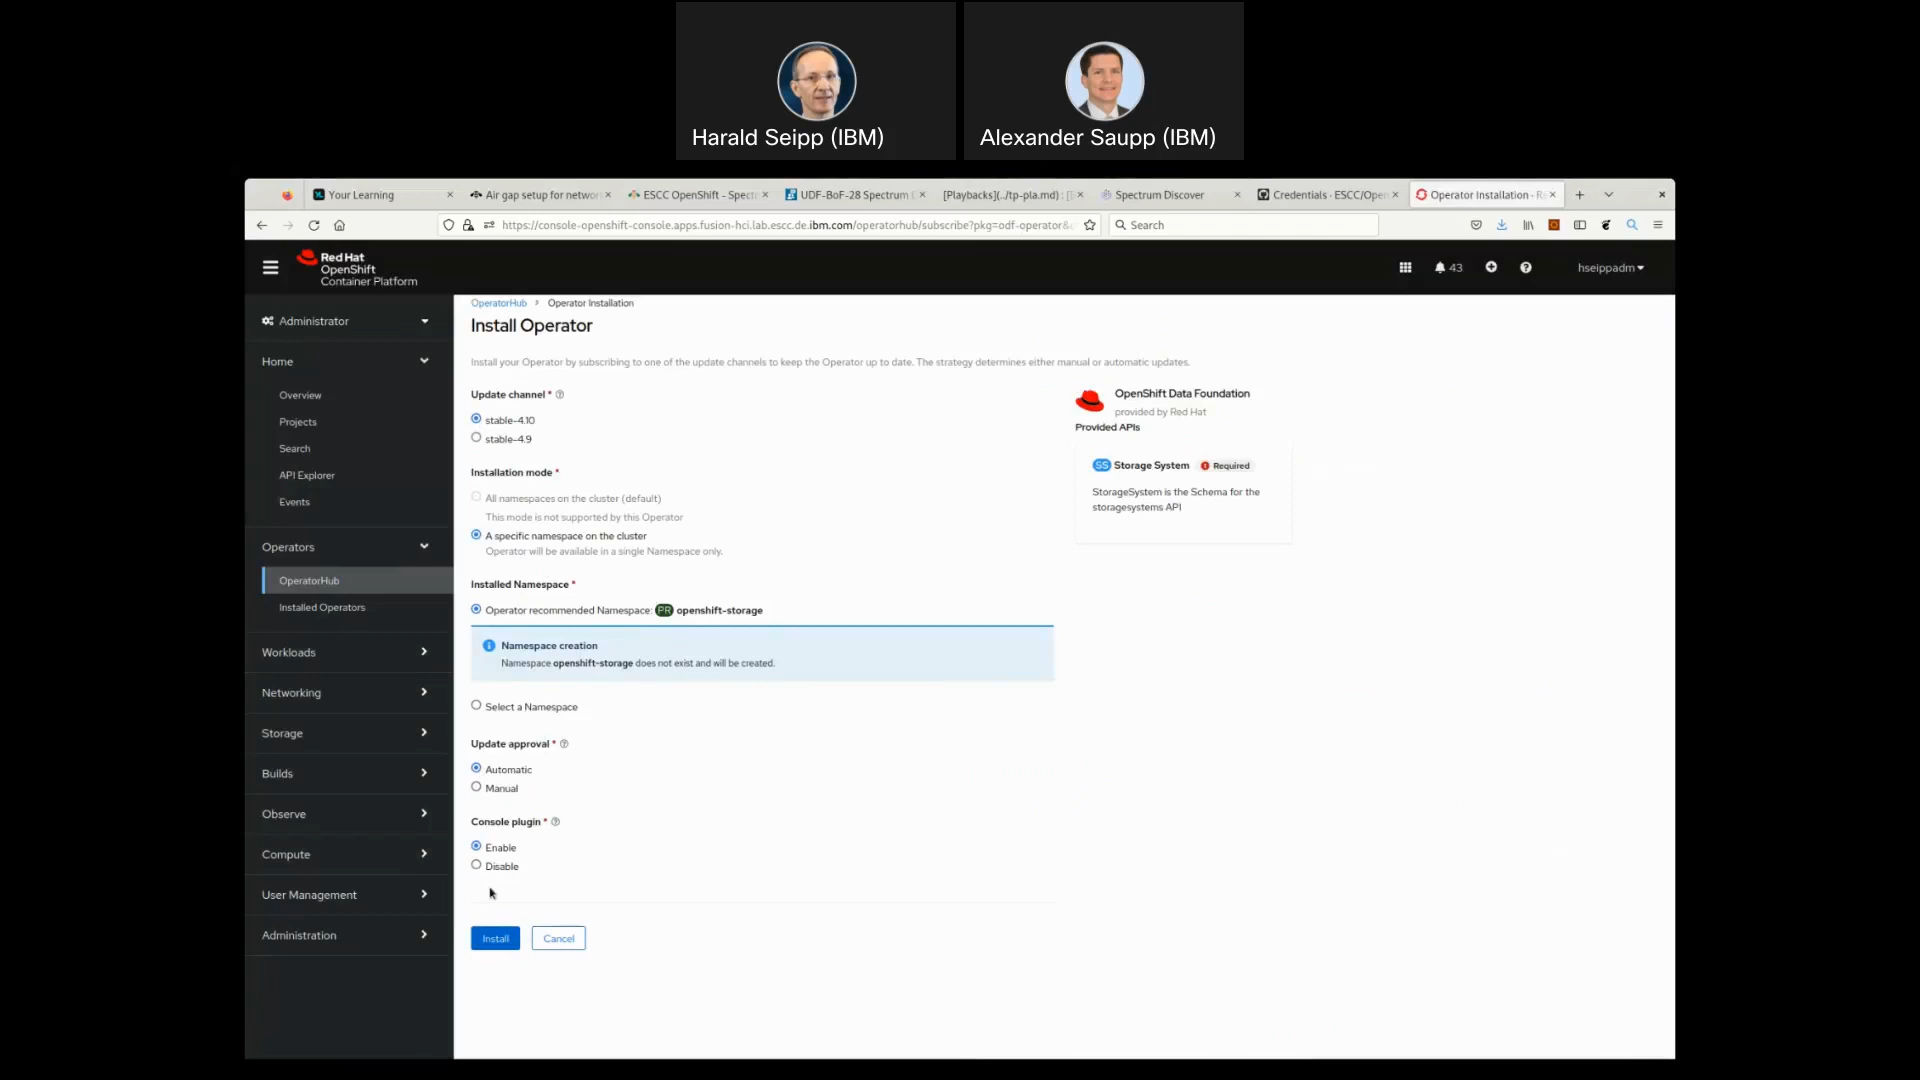 Harald Seipp (IBM)
Alexander Saupp (IBM)
Your Learning
Air gap setup for networ
ESCC OpenShift - Spect
UDF-BoF-28 Spectrum
[Playbacks](../tp-pla.md) : [
Spectrum Discover
Credentials · ESCC/Open
Operator Installation · R
https://console-openshift-console.apps.fusion-hci.lab.escc.de.ibm.com/operatorhub/subscribe?pkg=odf-operator&
Search
Red Hat
OpenShift
Container Platform
43
hseippadm
Administrator
Home
Overview
Projects
Search
API Explorer
Events
Operators
OperatorHub
Installed Operators
Workloads
Networking
Storage
Builds
Observe
Compute
User Management
Administration
OperatorHub > Operator Installation
Install Operator
Install your Operator by subscribing to one of the update channels to keep the Operator up to date. The strategy determines either manual or automatic updates.
Update channel *
stable-4.10
stable-4.9
Installation mode *
All namespaces on the cluster (default)
This mode is not supported by this Operator
A specific namespace on the cluster
Operator will be available in a single Namespace only.
Installed Namespace *
Operator recommended Namespace: PR openshift-storage
Namespace creation
Namespace openshift-storage does not exist and will be created.
Select a Namespace
Update approval *
Automatic
Manual
Console plugin *
Enable
Disable
Install
Cancel
OpenShift Data Foundation
provided by Red Hat
Provided APIs
SS Storage System
Required
StorageSystem is the Schema for the
storagesystems API